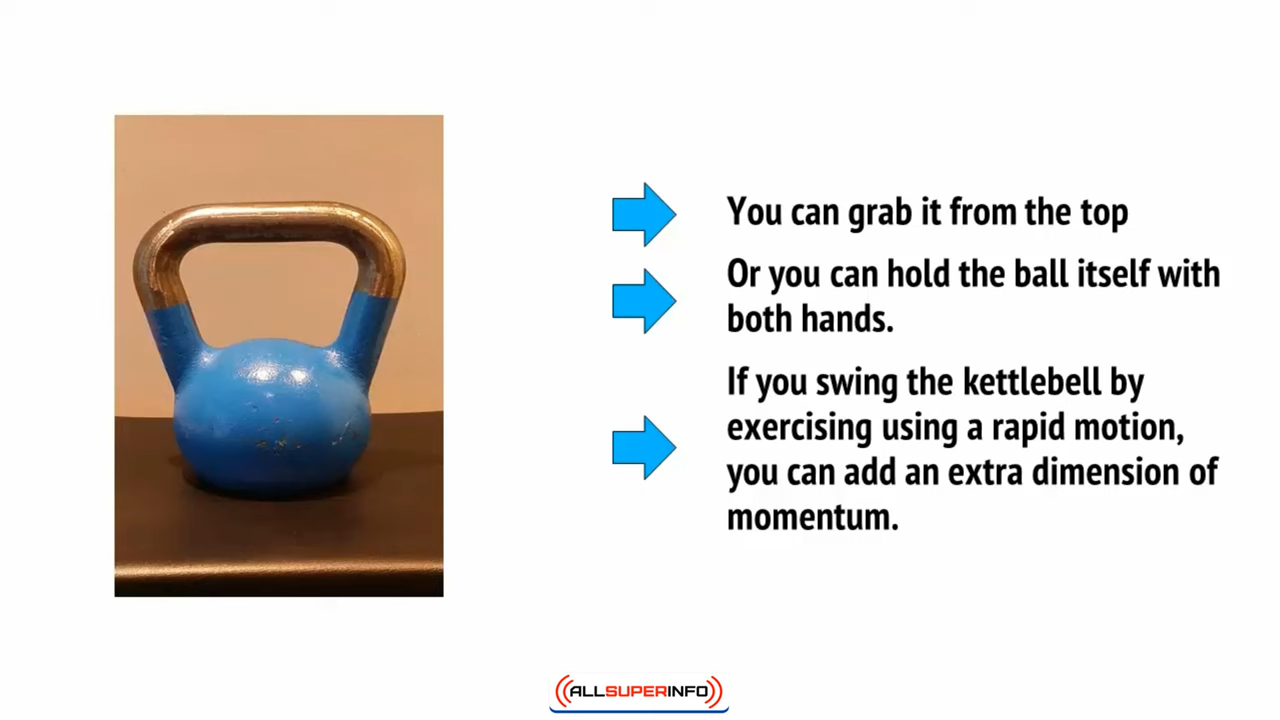 You can grab it from the top
Or you can hold the ball itself with
both hands.
If you swing the kettlebell by
exercising using a rapid motion,
you can add an extra dimension of
momentum.
ALLSUPERINFO